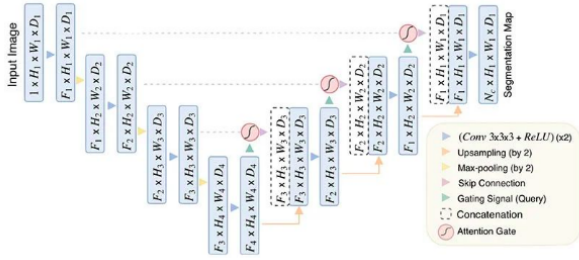 Input Image
1 x H₁ x W₁ x D₁
F₁ x H₁ x W₁ x D₁
F₁ x H₂ x W₂ x D₂
F₂ x H₂ x W₂ x D₂
F₂ x H₃ x W₃ x D₃
F₃ x H₃ x W₃ x D₃
F₃ x H₄ x W₄ x D₄
F₄ x H₄ x W₄ x D₄
F₃ x H₃ x W₃ x D₃
F₃ x H₃ x W₃ x D₃
F₂ x H₃ x W₃ x D₃
F₂ x H₂ x W₂ x D₂
F₂ x H₂ x W₂ x D₂
F₁ x H₂ x W₂ x D₂
F₁ x H₁ x W₁ x D₁
F₁ x H₁ x W₁ x D₁
N꜀ x H₁ x W₁ x D₁
Segmentation Map
(Conv 3x3x3 + ReLU) (x2)
Upsampling (by 2)
Max-pooling (by 2)
Skip Connection
Gating Signal (Query)
Concatenation
Attention Gate